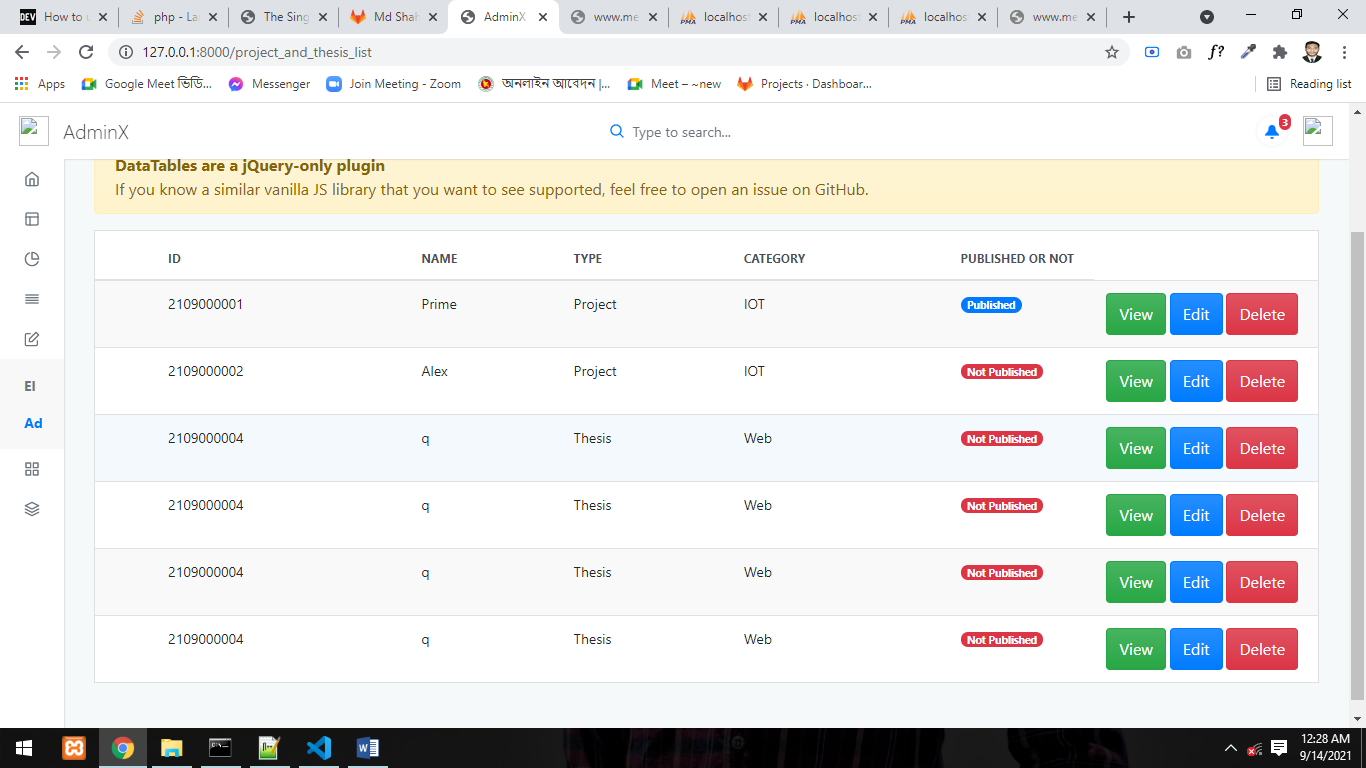 DEV How to u
php - Lar
The Sing
Md Shah
AdminX
www.me
localhost
localhost
localhost
www.me
127.0.0.1:8000/project_and_thesis_list
f?
Apps
Google Meet ভিডি...
Messenger
Join Meeting - Zoom
অনলাইন আবেদন |...
Meet – ~new
Projects · Dashboar...
Reading list
AdminX
Type to search...
3
DataTables are a jQuery-only plugin
If you know a similar vanilla JS library that you want to see supported, feel free to open an issue on GitHub.
ID NAME TYPE CATEGORY PUBLISHED OR NOT
2109000001 Prime Project IOT Published View Edit Delete
2109000002 Alex Project IOT Not Published View Edit Delete
2109000004 q Thesis Web Not Published View Edit Delete
2109000004 q Thesis Web Not Published View Edit Delete
2109000004 q Thesis Web Not Published View Edit Delete
2109000004 q Thesis Web Not Published View Edit Delete
El
Ad
12:28 AM
9/14/2021